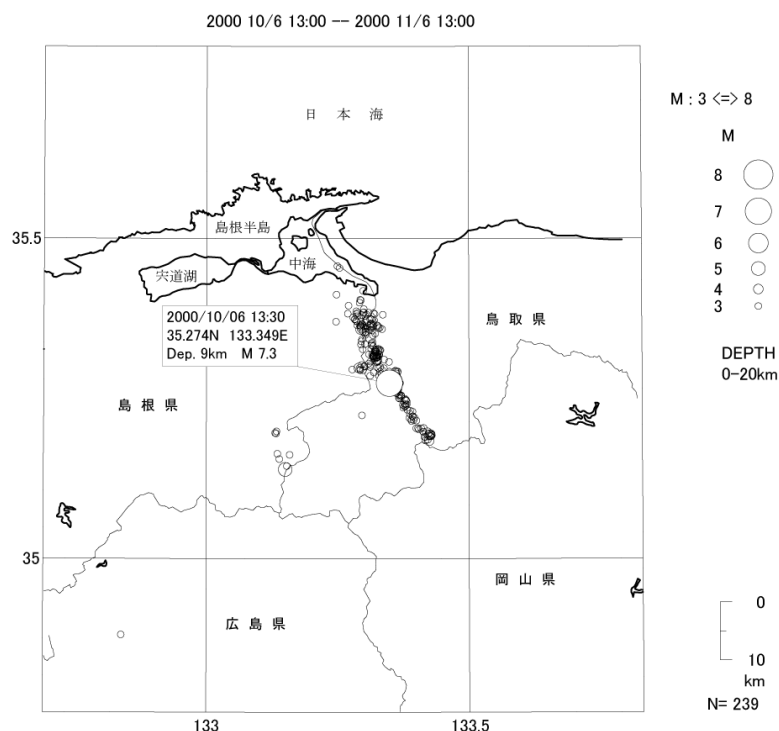 2000 10/6 13:00 -- 2000 11/6 13:00
日本海
M : 3 <=> 8
M
8
7
6
5
4
3
DEPTH
0-20km
35.5
島根半島
宍道湖
中海
2000/10/06 13:30
35.274N 133.349E
Dep. 9km M 7.3
鳥取県
島根県
35
岡山県
広島県
0
10
km
N= 239
133
133.5